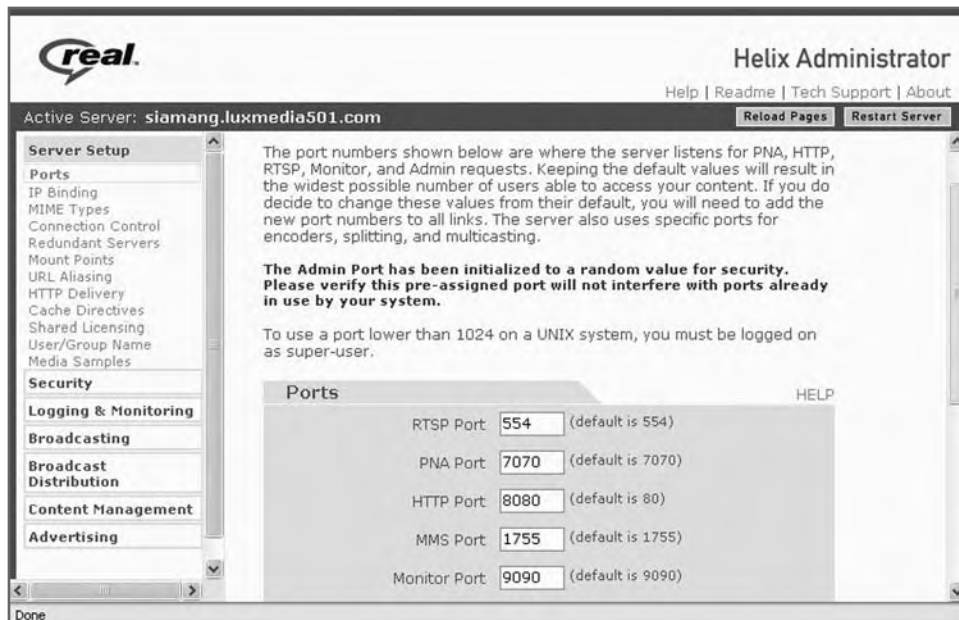 real.
Helix Administrator
Help | Readme | Tech Support | About
Active Server: siamang.luxmedia501.com
Reload Pages
Restart Server
Server Setup
Ports
IP Binding
MIME Types
Connection Control
Redundant Servers
Mount Points
URL Aliasing
HTTP Delivery
Cache Directives
Shared Licensing
User/Group Name
Media Samples
Security
Logging & Monitoring
Broadcasting
Broadcast
Distribution
Content Management
Advertising
The port numbers shown below are where the server listens for PNA, HTTP,
RTSP, Monitor, and Admin requests. Keeping the default values will result in
the widest possible number of users able to access your content. If you do
decide to change these values from their default, you will need to add the
new port numbers to all links. The server also uses specific ports for
encoders, splitting, and multicasting.
The Admin Port has been initialized to a random value for security.
Please verify this pre-assigned port will not interfere with ports already
in use by your system.
To use a port lower than 1024 on a UNIX system, you must be logged on
as super-user.
Ports
HELP
RTSP Port 554 (default is 554)
PNA Port 7070 (default is 7070)
HTTP Port 8080 (default is 80)
MMS Port 1755 (default is 1755)
Monitor Port 9090 (default is 9090)
Done